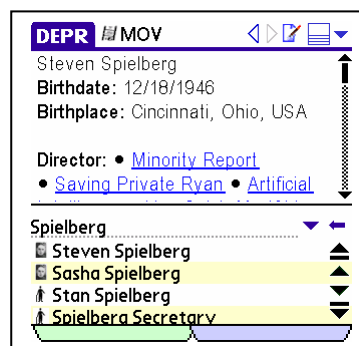 DEPR MOV
Steven Spielberg
Birthdate: 12/18/1946
Birthplace: Cincinnati, Ohio, USA
Director: • Minority Report
• Saving Private Ryan • Artificial
Spielberg
Steven Spielberg
Sasha Spielberg
Stan Spielberg
Spielberg Secretary